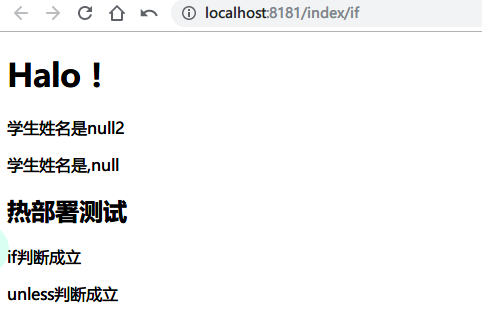 localhost:8181/index/if
Halo！
学生姓名是null2
学生姓名是,null
热部署测试
if判断成立
unless判断成立